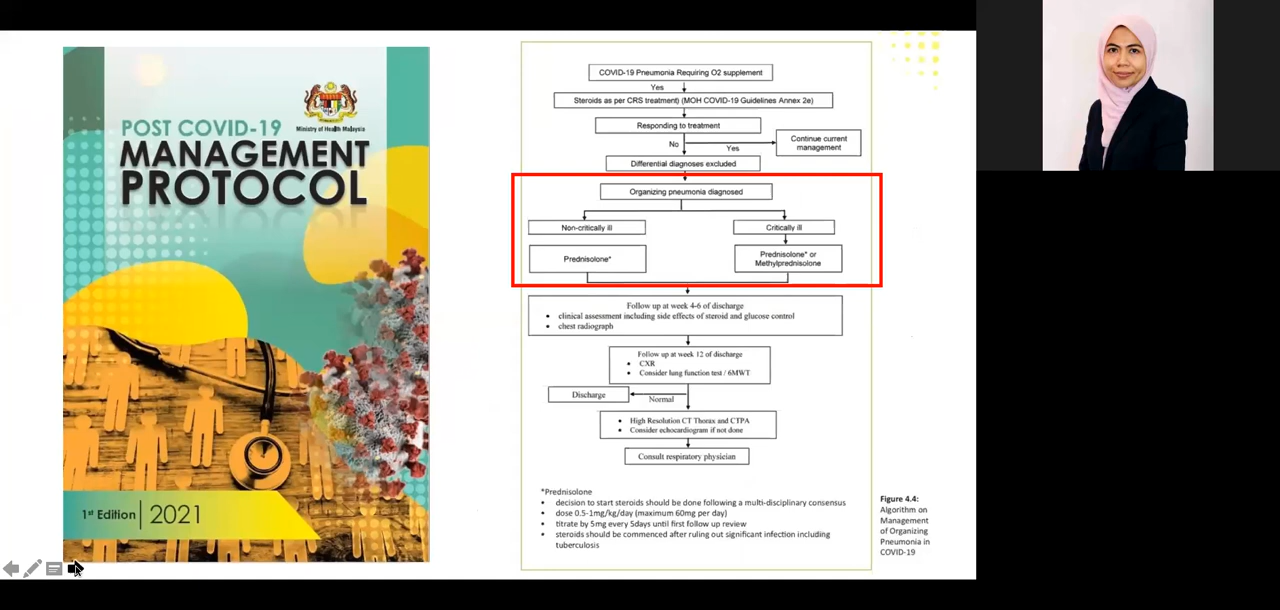 Ministry of Health Malaysia
POST COVID-19
MANAGEMENT
PROTOCOL
1st Edition | 2021
COVID-19 Pneumonia Requiring O2 supplement
Yes
Steroids as per CRS treatment) (MOH COVID-19 Guidelines Annex 2e)
Responding to treatment
No
Yes
Continue current
management
Differential diagnoses excluded
Organizing pneumonia diagnosed
Non-critically ill
Critically ill
Prednisolone*
Prednisolone* or
Methylprednisolone
Follow up at week 4-6 of discharge
• clinical assessment including side effects of steroid and glucose control
• chest radiograph
Follow up at week 12 of discharge
• CXR
• Consider lung function test / 6MWT
Discharge
Normal
• High Resolution CT Thorax and CTPA
• Consider echocardiogram if not done
Consult respiratory physician
*Prednisolone
• decision to start steroids should be done following a multi-disciplinary consensus
• dose 0.5-1mg/kg/day (maximum 60mg per day)
• titrate by 5mg every 5days until first follow up review
• steroids should be commenced after ruling out significant infection including
tuberculosis
Figure 4.4:
Algorithm on
Management
of Organizing
Pneumonia in
COVID-19